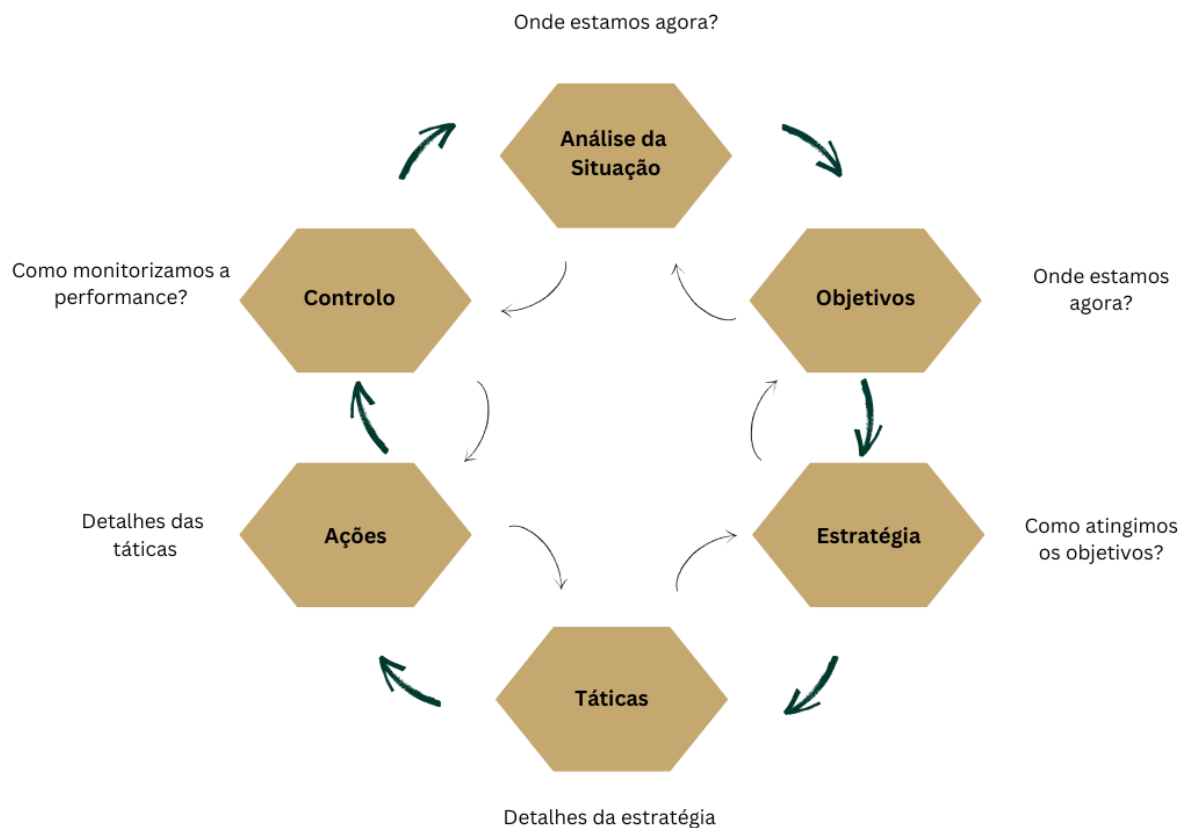 Onde estamos agora?
Análise da
Situação
Como monitorizamos a
performance?
Controlo
Objetivos
Onde estamos
agora?
Detalhes das
táticas
Ações
Estratégia
Como atingimos
os objetivos?
Táticas
Detalhes da estratégia